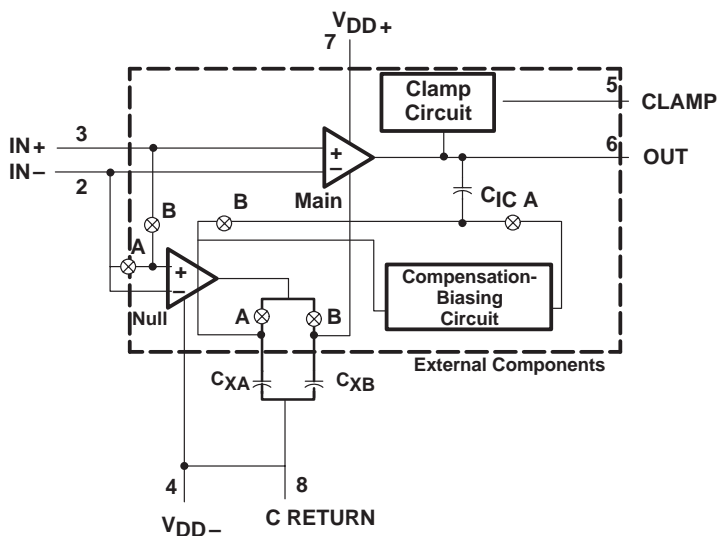 VDD+
7
Clamp
Circuit
5
CLAMP
IN+
3
6
OUT
IN−
2
+
−
Main
CIC
A
B
B
A
+
−
Null
Compensation-
Biasing
Circuit
A
B
CXA
CXB
External Components
4
8
VDD−
C RETURN